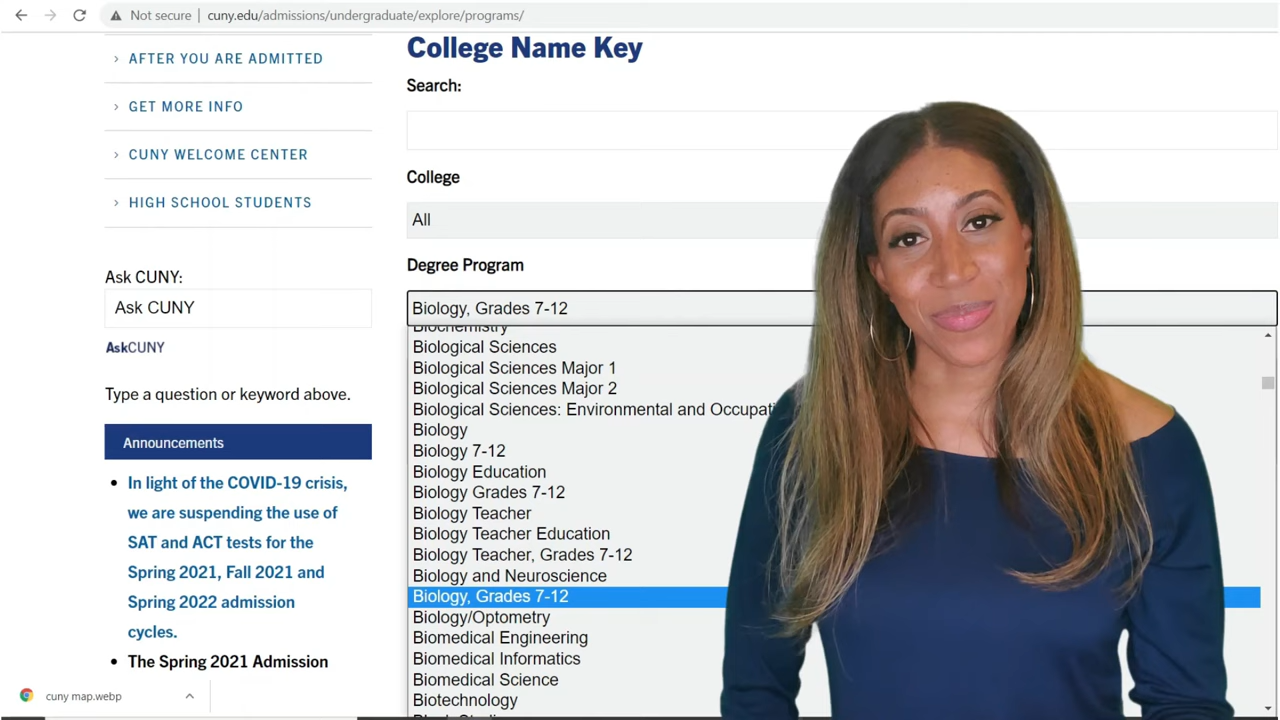 Not secure
cuny.edu/admissions/undergraduate/explore/programs/
AFTER YOU ARE ADMITTED
GET MORE INFO
CUNY WELCOME CENTER
HIGH SCHOOL STUDENTS
Ask CUNY:
Ask CUNY
AskCUNY
Type a question or keyword above.
Announcements
In light of the COVID-19 crisis,
we are suspending the use of
SAT and ACT tests for the
Spring 2021, Fall 2021 and
Spring 2022 admission
cycles.
The Spring 2021 Admission
College Name Key
Search:
College
All
Degree Program
Biology, Grades 7-12
Biochemistry
Biological Sciences
Biological Sciences Major 1
Biological Sciences Major 2
Biological Sciences: Environmental and
Biology
Biology 7-12
Biology Education
Biology Grades 7-12
Biology Teacher
Biology Teacher Education
Biology Teacher, Grades 7-12
Biology and Neuroscience
Biology, Grades 7-12
Biology/Optometry
Biomedical Engineering
Biomedical Informatics
Biomedical Science
Biotechnology
cuny map.webp